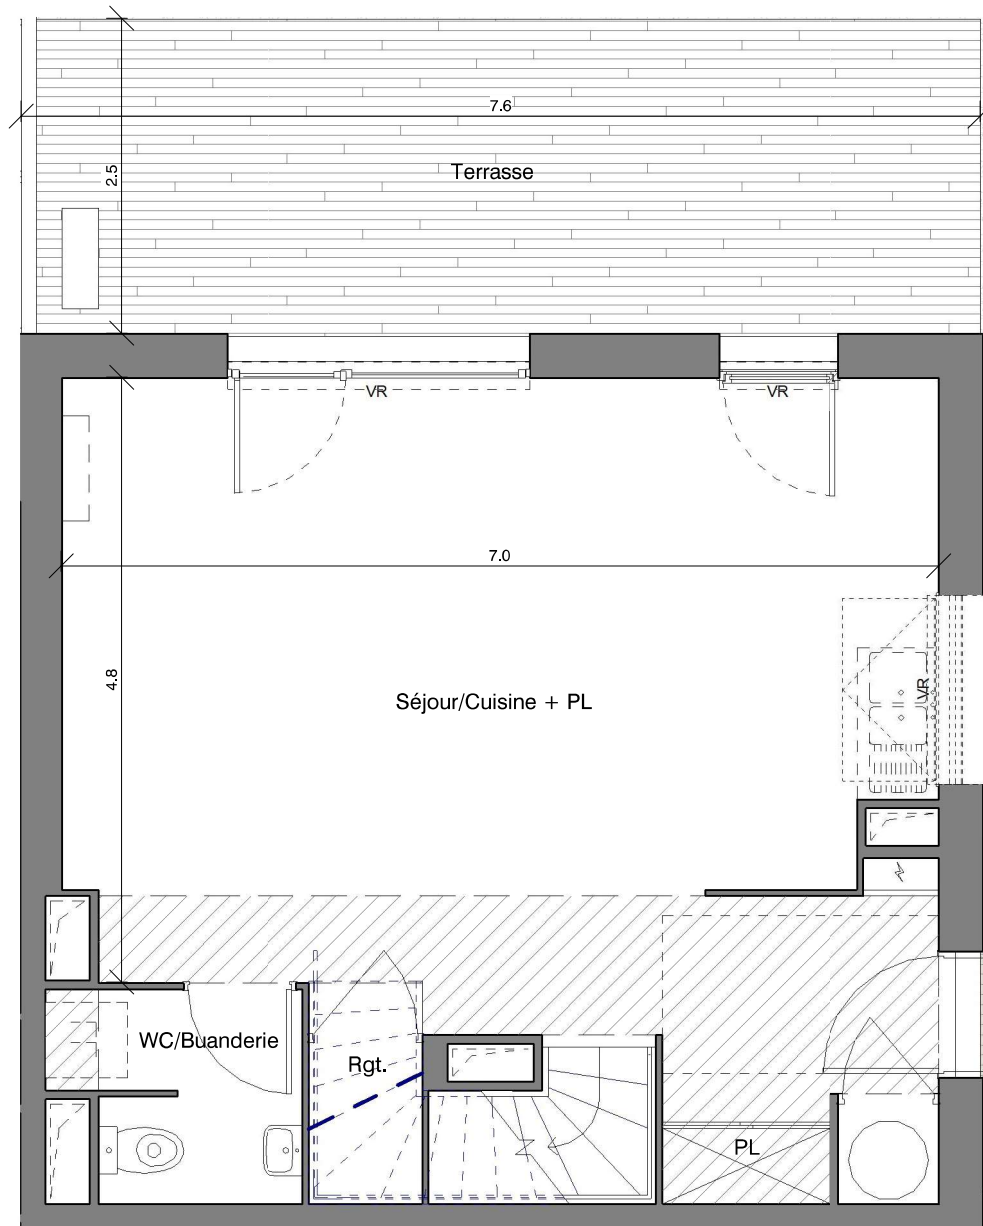 7.6
2.5
Terrasse
VR
VR
7.0
4.8
Séjour/Cuisine + PL
VR
WC/Buanderie
Rgt.
PL